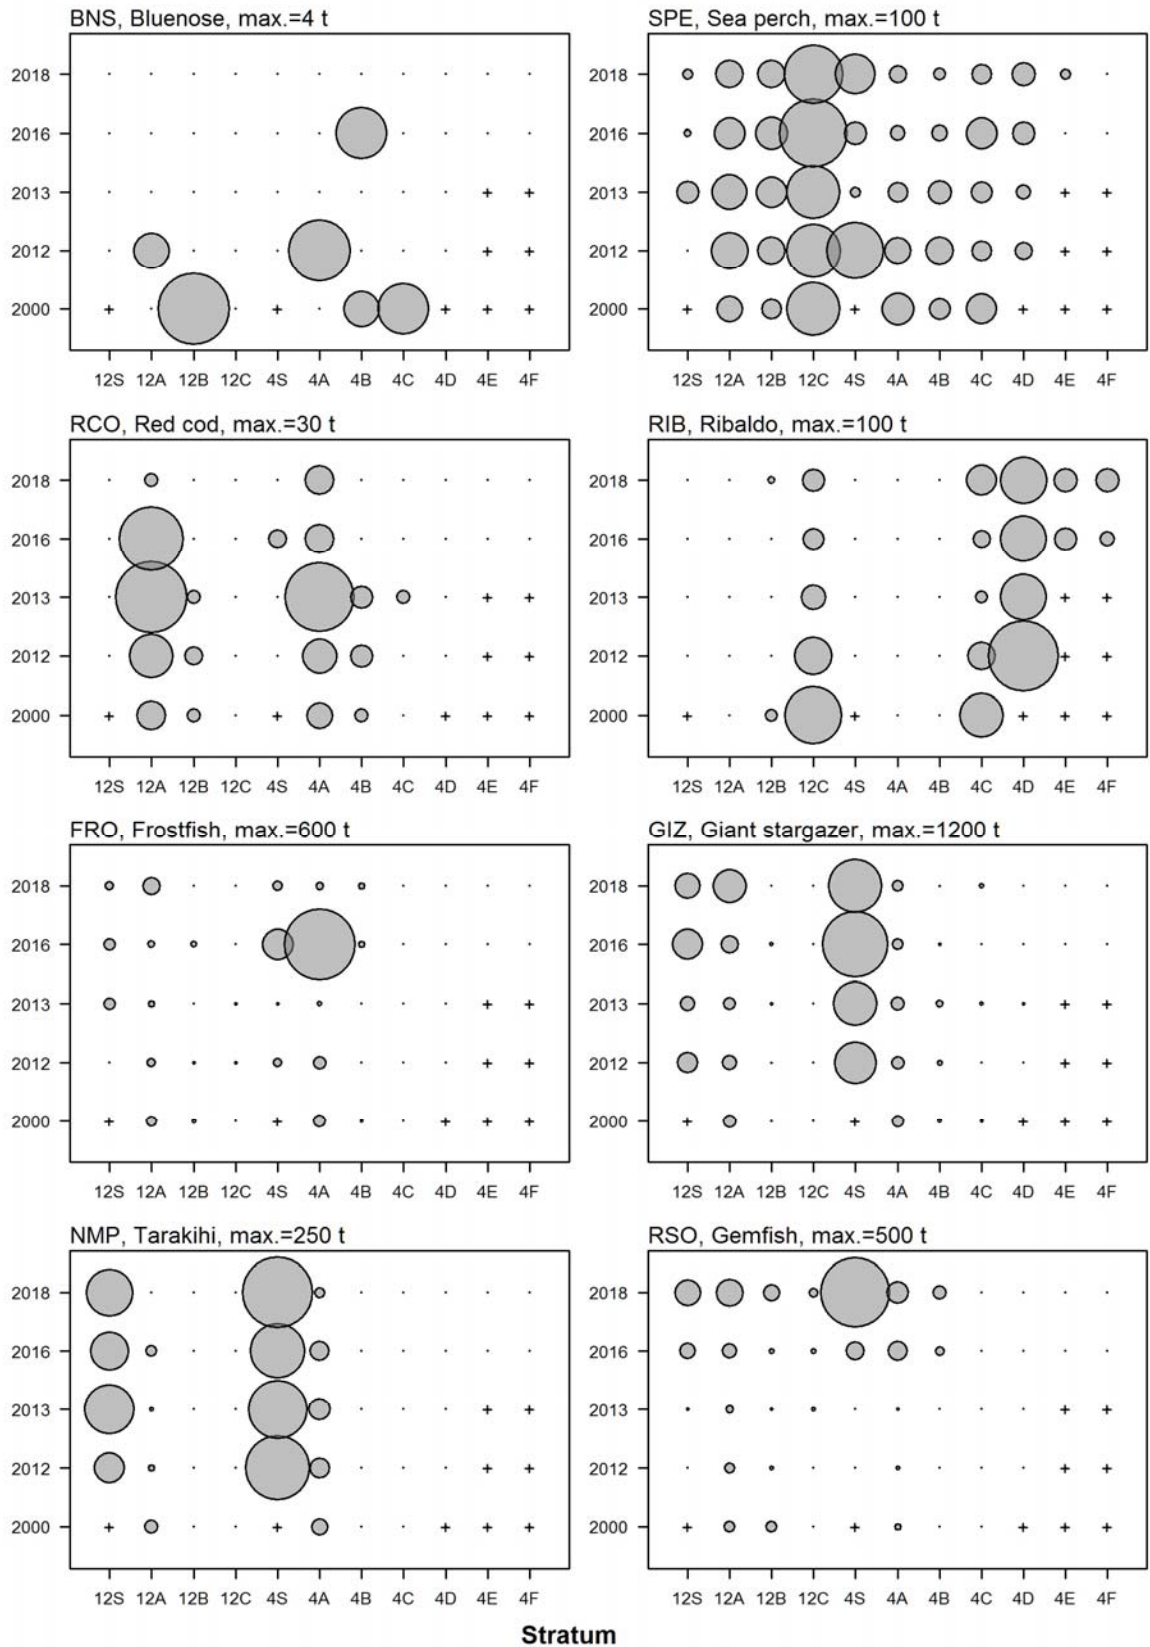 BNS, Bluenose, max.=4 t
2018
2016
2013
2012
2000
12S 12A 12B 12C 4S 4A 4B 4C 4D 4E 4F
SPE, Sea perch, max.=100 t
2018
2016
2013
2012
2000
12S 12A 12B 12C 4S 4A 4B 4C 4D 4E 4F
RCO, Red cod, max.=30 t
2018
2016
2013
2012
2000
12S 12A 12B 12C 4S 4A 4B 4C 4D 4E 4F
RIB, Ribaldo, max.=100 t
2018
2016
2013
2012
2000
12S 12A 12B 12C 4S 4A 4B 4C 4D 4E 4F
FRO, Frostfish, max.=600 t
2018
2016
2013
2012
2000
12S 12A 12B 12C 4S 4A 4B 4C 4D 4E 4F
GIZ, Giant stargazer, max.=1200 t
2018
2016
2013
2012
2000
12S 12A 12B 12C 4S 4A 4B 4C 4D 4E 4F
NMP, Tarakihi, max.=250 t
2018
2016
2013
2012
2000
12S 12A 12B 12C 4S 4A 4B 4C 4D 4E 4F
RSO, Gemfish, max.=500 t
2018
2016
2013
2012
2000
12S 12A 12B 12C 4S 4A 4B 4C 4D 4E 4F
Stratum